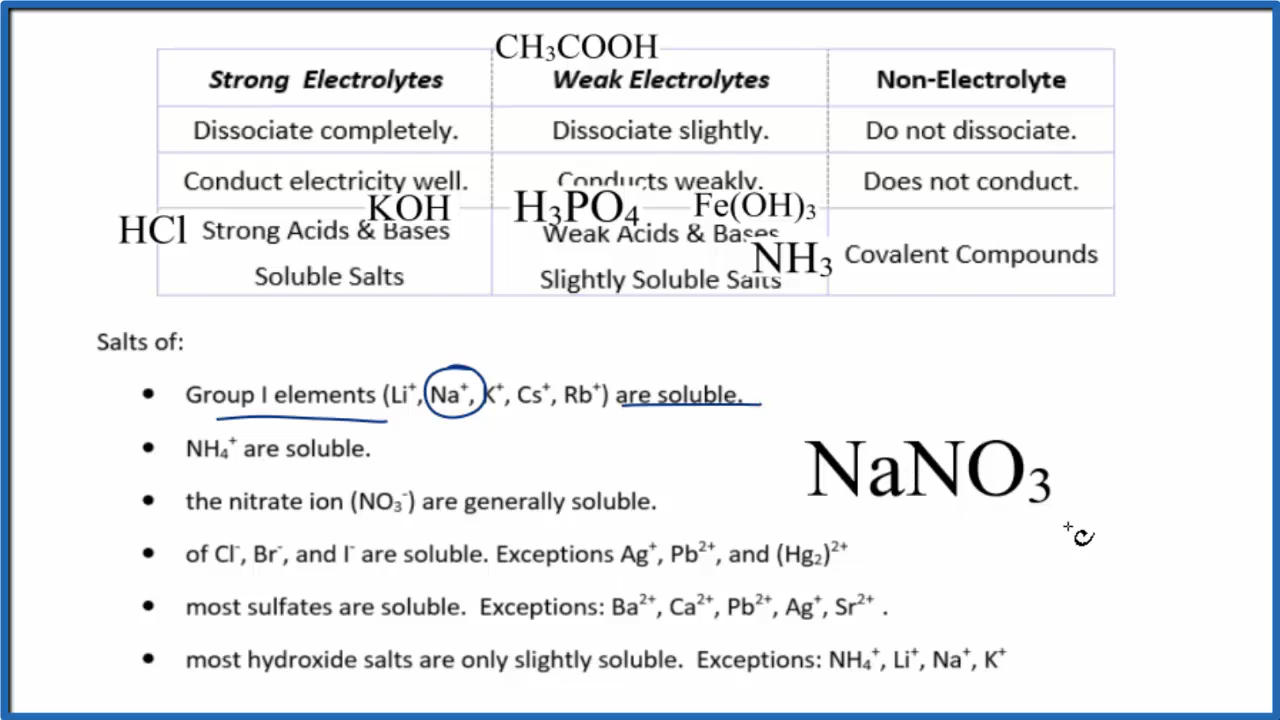 CH₃COOH
Strong Electrolytes Weak Electrolytes Non-Electrolyte
Dissociate completely. Dissociate slightly. Do not dissociate.
Conduct electricity well. Conducts weakly. Does not conduct.
KOH H₃PO₄ Fe(OH)₃
HCl Strong Acids & Bases Weak Acids & Bases
NH₃ Covalent Compounds
Soluble Salts Slightly Soluble Salts
Salts of:
• Group I elements (Li⁺, Na⁺, K⁺, Cs⁺, Rb⁺) are soluble.
• NH₄⁺ are soluble.
NaNO₃
• the nitrate ion (NO₃⁻) are generally soluble.
• of Cl⁻, Br⁻, and I⁻ are soluble. Exceptions Ag⁺, Pb²⁺, and (Hg₂)²⁺
• most sulfates are soluble. Exceptions: Ba²⁺, Ca²⁺, Pb²⁺, Ag⁺, Sr²⁺ .
• most hydroxide salts are only slightly soluble. Exceptions: NH₄⁺, Li⁺, Na⁺, K⁺